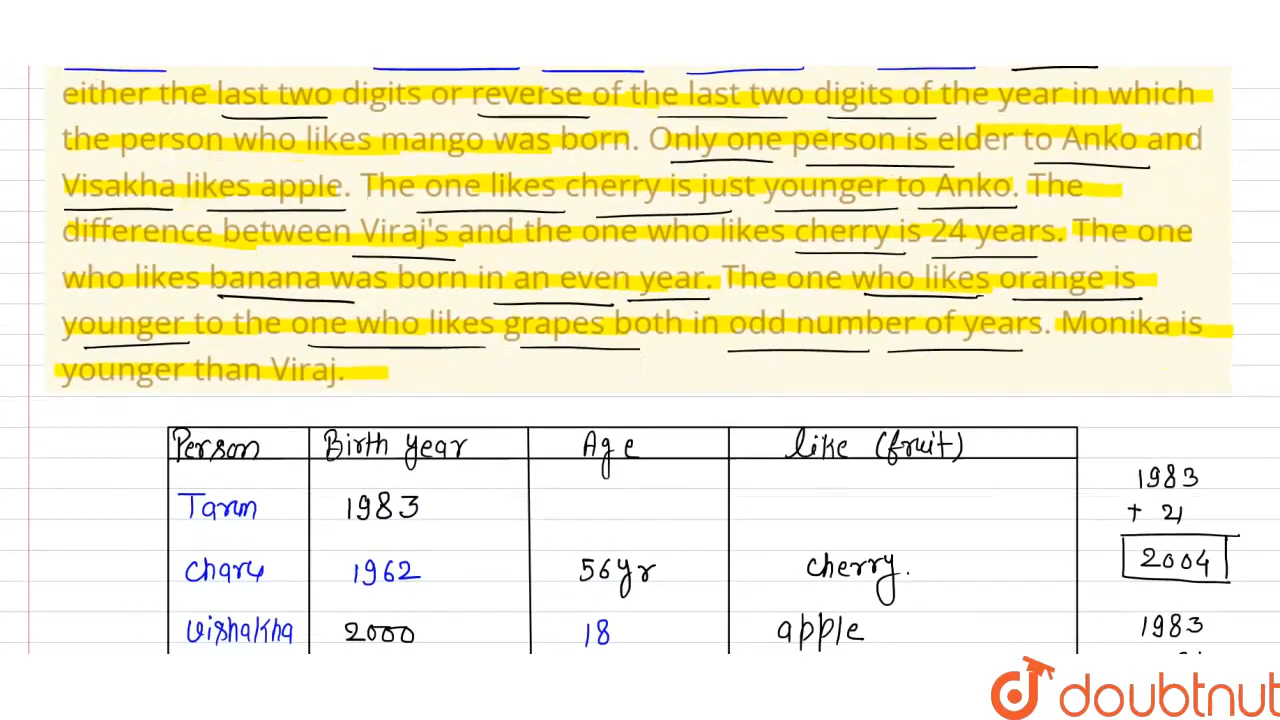 either the last two digits or reverse of the last two digits of the year in which
the person who likes mango was born. Only one person is elder to Anko and
Visakha likes apple. The one likes cherry is just younger to Anko. The
difference between Viraj's and the one who likes cherry is 24 years. The one
who likes banana was born in an even year. The one who likes orange is
younger to the one who likes grapes both in odd number of years. Monika is
younger than Viraj.
Person Birth year Age like (fruit)
1983
Tarun 1983
+ 21
2004
Charu 1962 56yr cherry.
Vishakha 2000 18 apple
1983
doubtnut